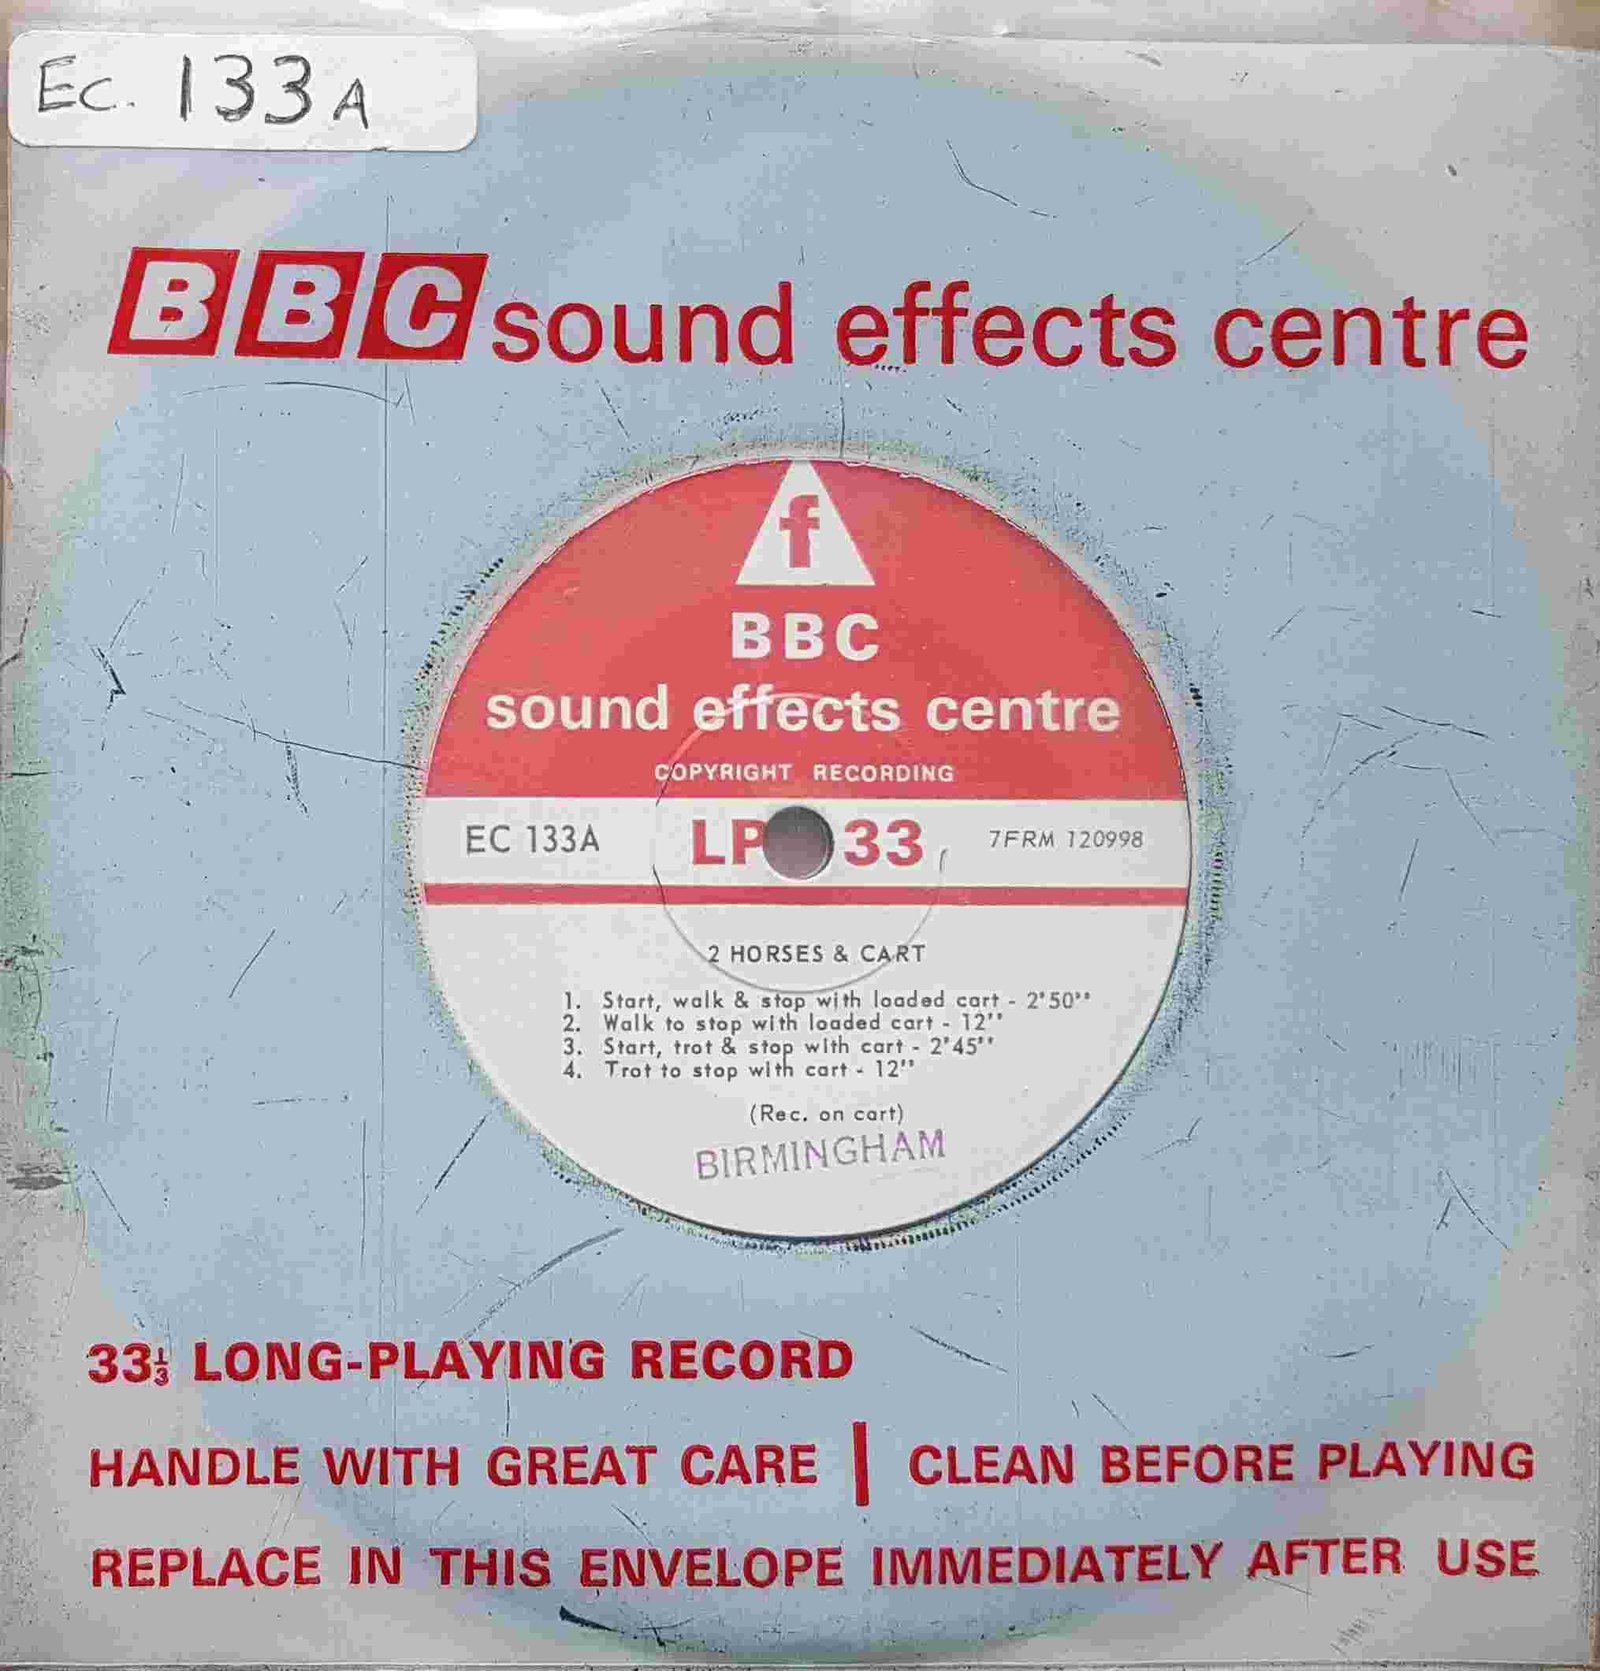 Ec. 133A
BBC sound effects centre
f
BBC
sound effects centre
COPYRIGHT RECORDING
EC 133A LP 33 7FRM 120998
2 HORSES & CART
1. Start, walk & stop with loaded cart - 2'50''
2. Walk to stop with loaded cart - 12''
3. Start, trot & stop with cart - 2'45''
4. Trot to stop with cart - 12''
(Rec. on cart)
BIRMINGHAM
33⅓ LONG-PLAYING RECORD
HANDLE WITH GREAT CARE | CLEAN BEFORE PLAYING
REPLACE IN THIS ENVELOPE IMMEDIATELY AFTER USE